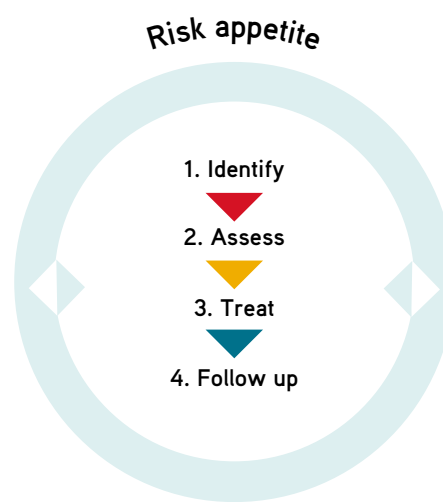 Risk appetite
1. Identify
2. Assess
3. Treat
4. Follow up